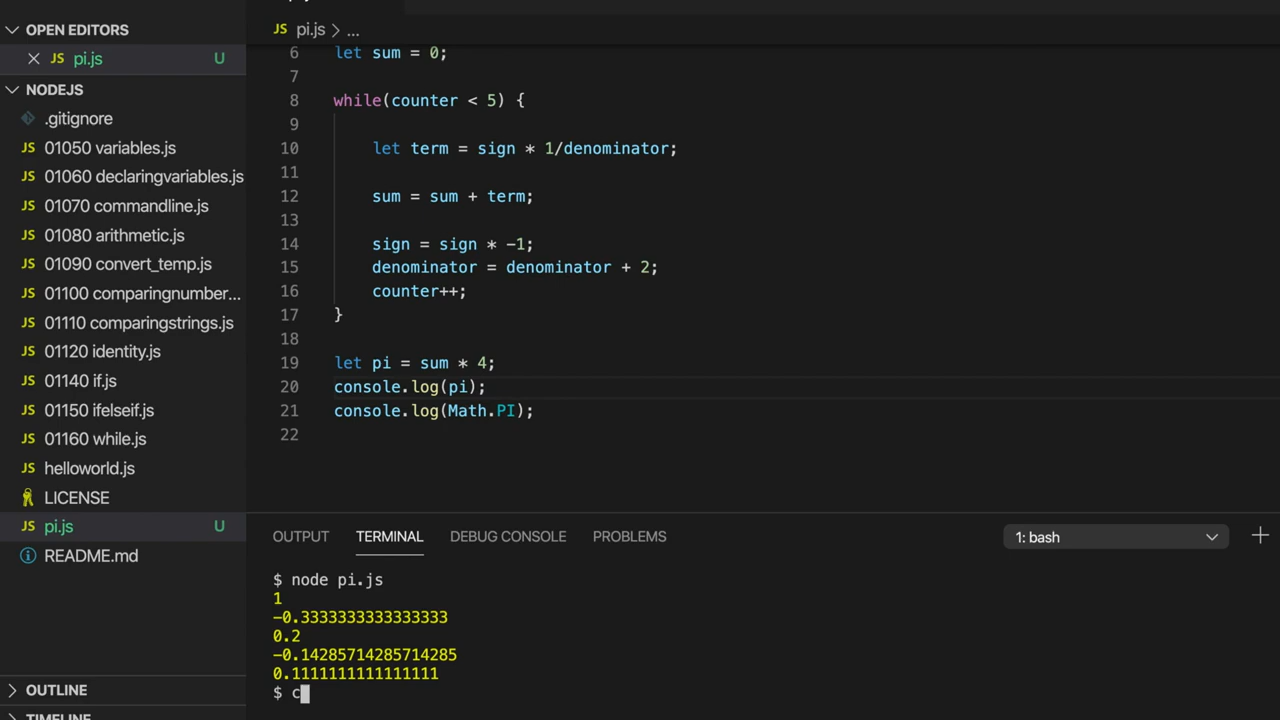 OPEN EDITORS
JS pi.js U
NODEJS
.gitignore
JS 01050 variables.js
JS 01060 declaringvariables.js
JS 01070 commandline.js
JS 01080 arithmetic.js
JS 01090 convert_temp.js
JS 01100 comparingnumber...
JS 01110 comparingstrings.js
JS 01120 identity.js
JS 01140 if.js
JS 01150 ifelseif.js
JS 01160 while.js
JS helloworld.js
LICENSE
JS pi.js U
README.md
OUTLINE
JS pi.js > ...
6 let sum = 0;
7
8 while(counter < 5) {
9
10 let term = sign * 1/denominator;
11
12 sum = sum + term;
13
14 sign = sign * -1;
15 denominator = denominator + 2;
16 counter++;
17 }
18
19 let pi = sum * 4;
20 console.log(pi);
21 console.log(Math.PI);
22
OUTPUT TERMINAL DEBUG CONSOLE PROBLEMS 1: bash
$ node pi.js
1
-0.3333333333333333
0.2
-0.14285714285714285
0.1111111111111111
$ c